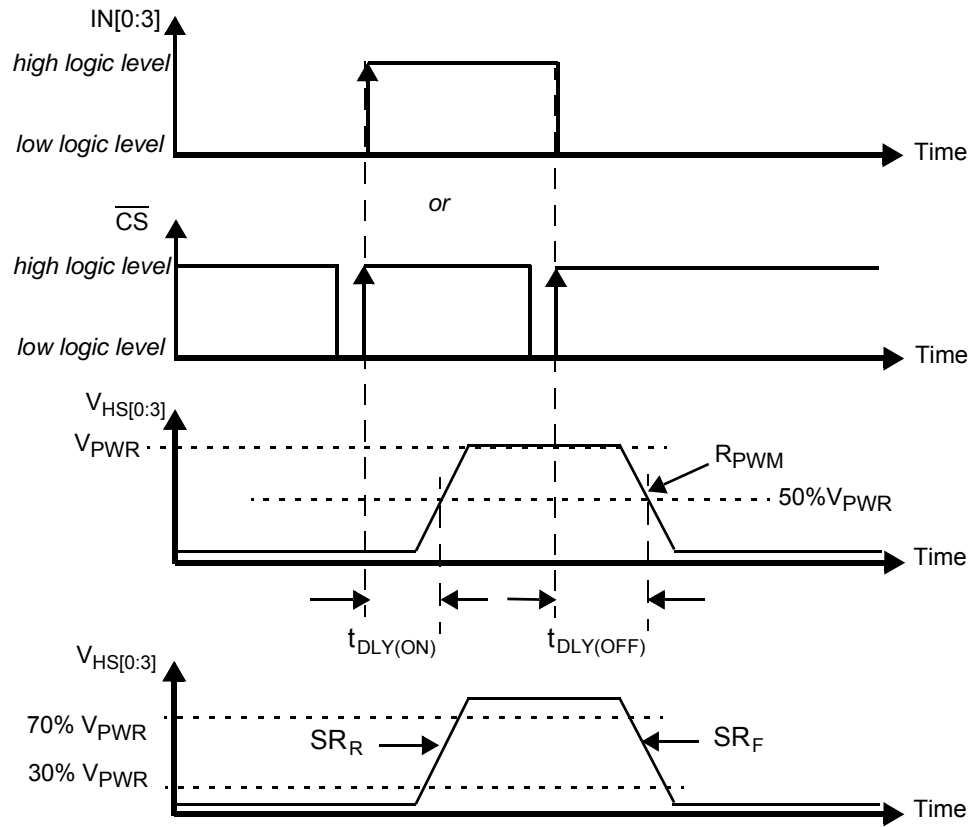 IN[0:3]
high logic level
low logic level
Time
or
CS
high logic level
low logic level
Time
VHS[0:3]
VPWR
RPWM
50%VPWR
Time
tDLY(ON)
tDLY(OFF)
VHS[0:3]
70% VPWR
SRR
SRF
30% VPWR
Time